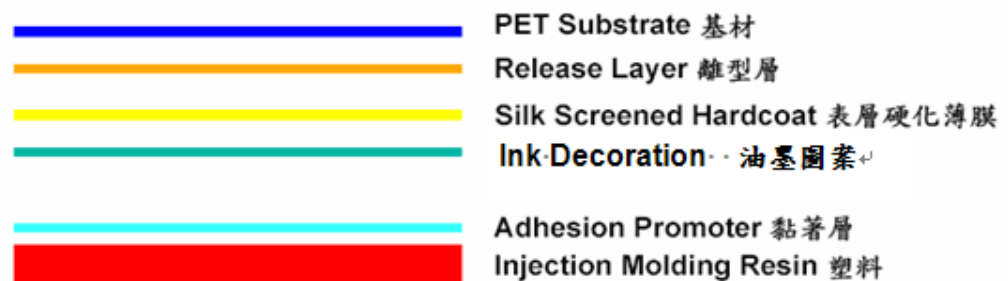 PET Substrate 基材
Release Layer 離型層
Silk Screened Hardcoat 表層硬化薄膜
Ink·Decoration··油墨圖案↵
Adhesion Promoter 黏著層
Injection Molding Resin 塑料